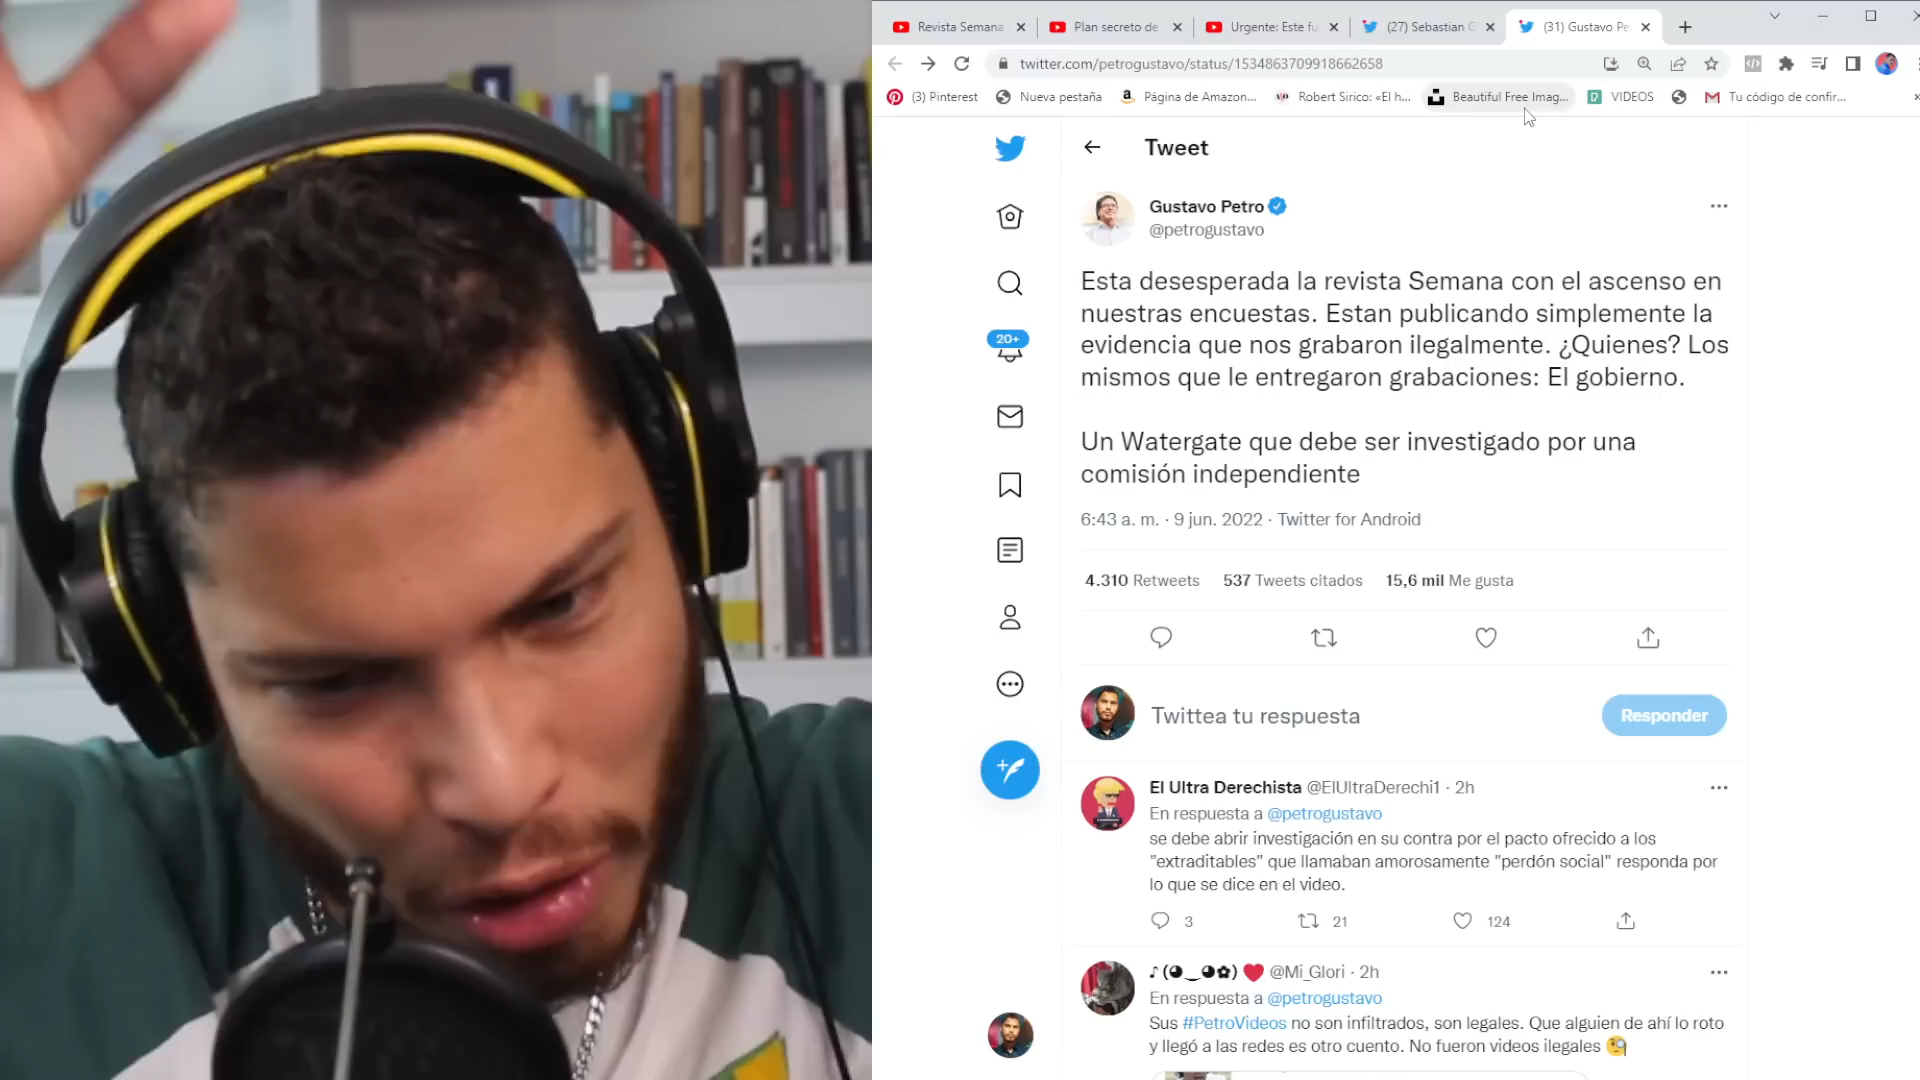 Revista Semana
Plan secreto de
Urgente: Este fu
(27) Sebastian G
(31) Gustavo Pe
twitter.com/petrogustavo/status/1534863709918662658
(3) Pinterest
Nueva pestaña
Página de Amazon...
Robert Sirico: «El h...
Beautiful Free Imag...
VIDEOS
Tu código de confir...
Tweet
Gustavo Petro
@petrogustavo
Esta desesperada la revista Semana con el ascenso en
nuestras encuestas. Estan publicando simplemente la
evidencia que nos grabaron ilegalmente. ¿Quienes? Los
mismos que le entregaron grabaciones: El gobierno.
Un Watergate que debe ser investigado por una
comisión independiente
6:43 a. m. · 9 jun. 2022 · Twitter for Android
4.310 Retweets 537 Tweets citados 15,6 mil Me gusta
20+
Twittea tu respuesta
Responder
El Ultra Derechista @ElUltraDerechi1 · 2h
En respuesta a @petrogustavo
se debe abrir investigación en su contra por el pacto ofrecido a los
"extraditables" que llamaban amorosamente "perdón social" responda por
lo que se dice en el video.
3 21 124
♪ (◕‿◕✿) ❤️ @Mi_Glori · 2h
En respuesta a @petrogustavo
Sus #PetroVideos no son infiltrados, son legales. Que alguien de ahí lo roto
y llegó a las redes es otro cuento. No fueron videos ilegales 🧐